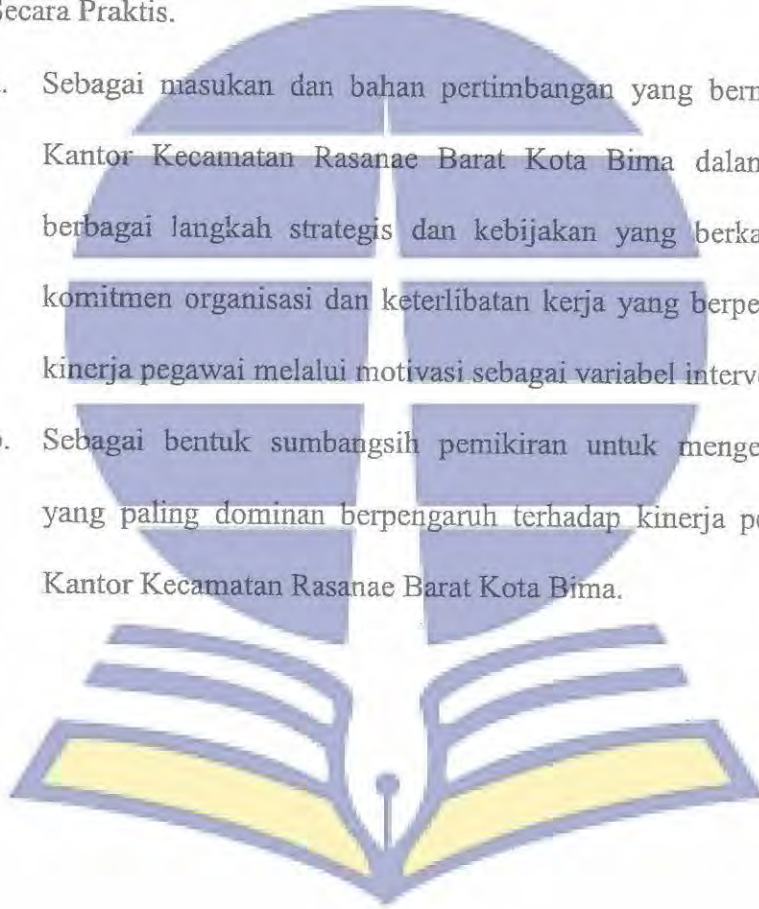 Secara Praktis.
Sebagai masukan dan bahan pertimbangan yang
Kantor Kecamatan Rasanae Barat Kota Bima
berbagai langkah strategis dan kebijakan yang
komitmen organisasi dan keterlibatan kerja yang
kinerja pegawai melalui motivasi sebagai variabel
Sebagai bentuk sumbangsih pemikiran untuk
yang paling dominan berpengaruh terhadap kinerja
Kantor Kecamatan Rasanae Barat Kota Bima.